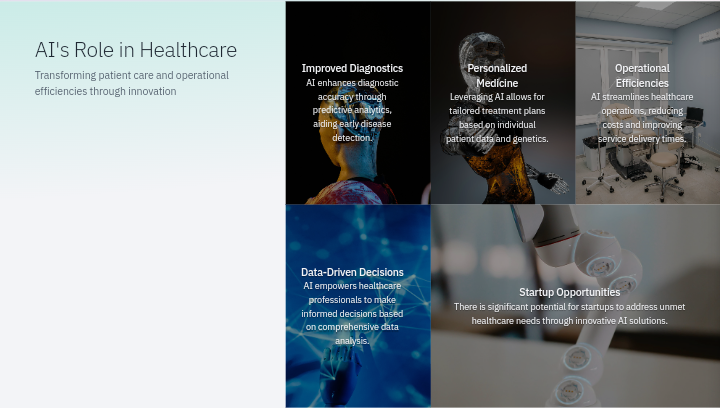 AI's Role in Healthcare
Transforming patient care and operational
efficiencies through innovation
Improved Diagnostics
AI enhances diagnostic
accuracy through
predictive analytics,
aiding early disease
detection.
Personalized
Medicine
Leveraging AI allows for
tailored treatment plans
based on individual
patient data and genetics.
Operational
Efficiencies
AI streamlines healthcare
operations, reducing
costs and improving
service delivery times.
Data-Driven Decisions
AI empowers healthcare
professionals to make
informed decisions based
on comprehensive data
analysis.
Startup Opportunities
There is significant potential for startups to address unmet
healthcare needs through innovative AI solutions.